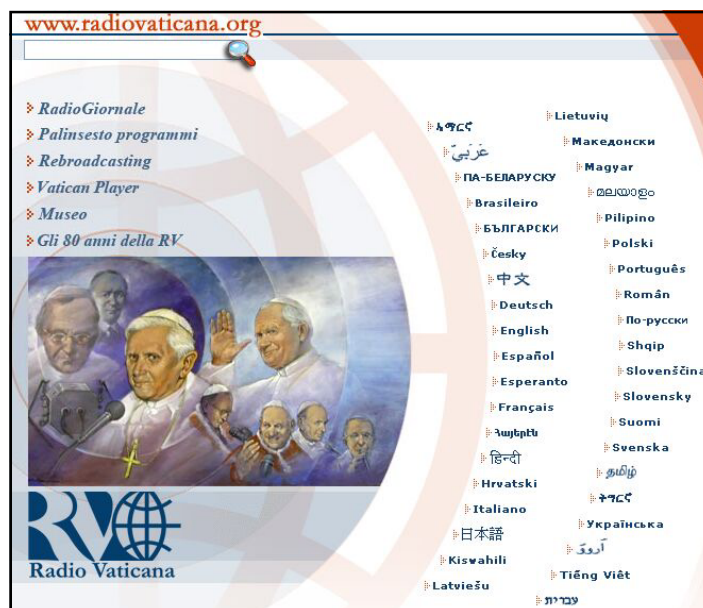 www.radiovaticana.org
RadioGiornale
Palinsesto programmi
Rebroadcasting
Vatican Player
Museo
Gli 80 anni della RV
RV
Radio Vaticana
አማርኛ
عَرَبيّ
ПА-БЕЛАРУСКУ
Brasileiro
БЪЛГАРСКИ
Česky
中文
Deutsch
English
Español
Esperanto
Français
Հայերէն
हिन्दी
Hrvatski
Italiano
日本語
Kiswahili
Latviešu
Lietuvių
Македонски
Magyar
മലയാളം
Pilipino
Polski
Português
Român
По-русски
Shqip
Slovenščina
Slovensky
Suomi
Svenska
தமிழ்
ትግርኛ
Українська
اُردو
Tiếng Việt
עברית